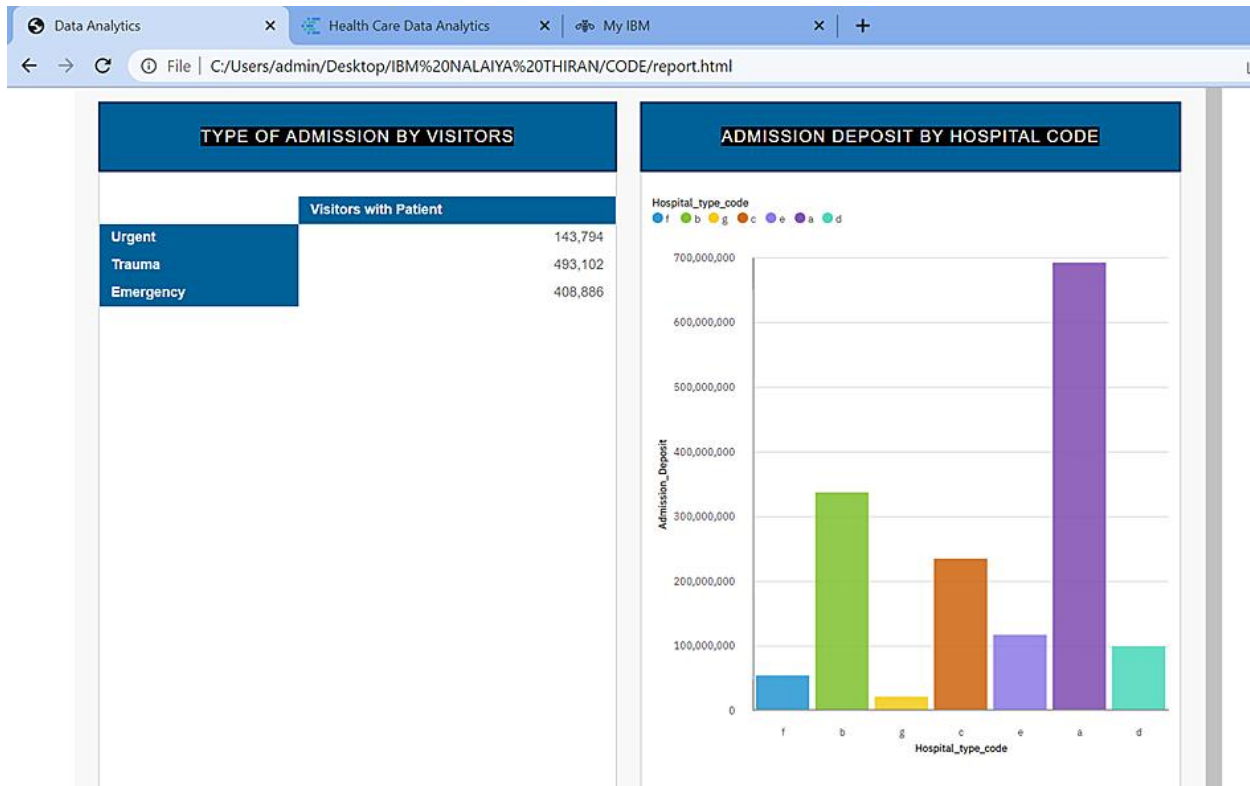 Data Analytics
Health Care Data Analytics
My IBM
File | C:/Users/admin/Desktop/IBM%20NALAIYA%20THIRAN/CODE/report.html
TYPE OF ADMISSION BY VISITORS
Visitors with Patient
Urgent 143,794
Trauma 493,102
Emergency 408,886
ADMISSION DEPOSIT BY HOSPITAL CODE
Hospital_type_code
f b g c e a d
700,000,000
600,000,000
500,000,000
400,000,000
300,000,000
200,000,000
100,000,000
0
Admission_Deposit
f b g c e a d
Hospital_type_code